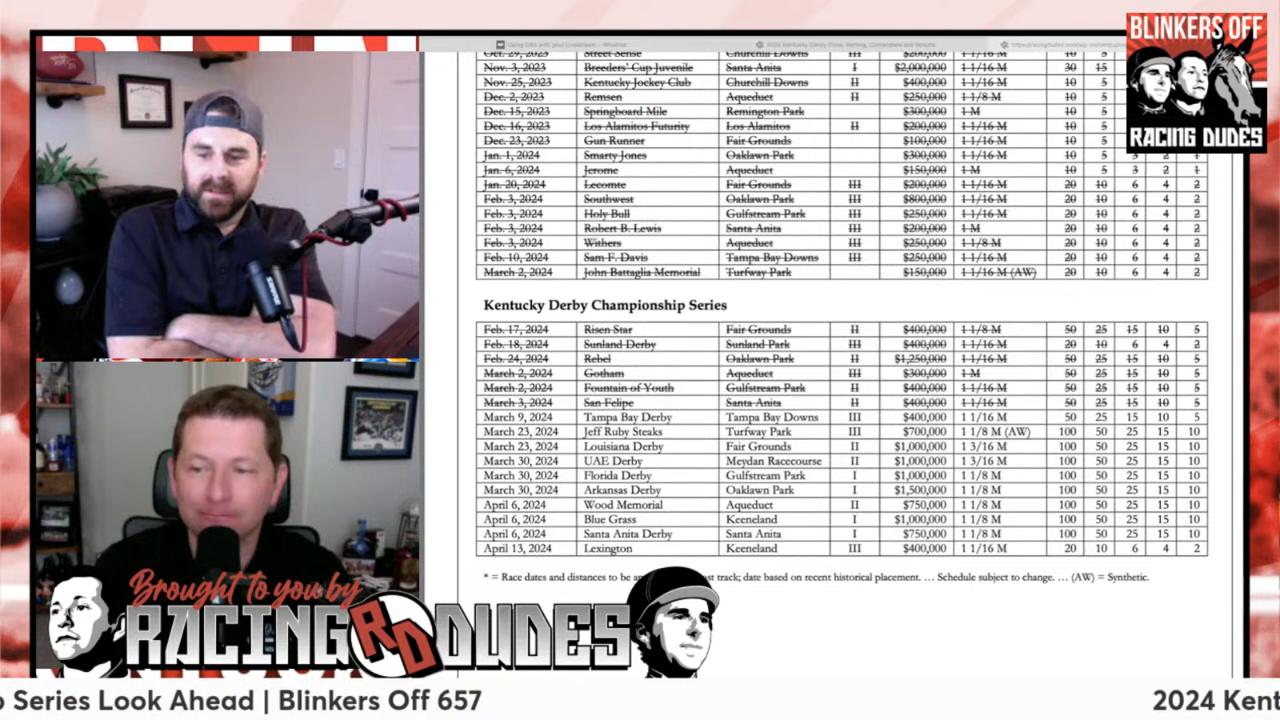 BLINKERS OFF
RACING DUDES
Oct. 29, 2023 Street Sense Churchill Downs III $200,000 1 1/16 M 10 5
Nov. 3, 2023 Breeders' Cup Juvenile Santa Anita I $2,000,000 1 1/16 M 30 15
Nov. 25, 2023 Kentucky Jockey Club Churchill Downs II $400,000 1 1/16 M 10 5
Dec. 2, 2023 Remsen Aqueduct II $250,000 1 1/8 M 10 5
Dec. 15, 2023 Springboard Mile Remington Park $300,000 1 M 10 5
Dec. 16, 2023 Los Alamitos Futurity Los Alamitos II $200,000 1 1/16 M 10 5
Dec. 23, 2023 Gun Runner Fair Grounds $100,000 1 1/16 M 10 5
Jan. 1, 2024 Smarty Jones Oaklawn Park $300,000 1 1/16 M 10 5 3 2 1
Jan. 6, 2024 Jerome Aqueduct $150,000 1 M 10 5 3 2 1
Jan. 20, 2024 Lecomte Fair Grounds III $200,000 1 1/16 M 20 10 6 4 2
Feb. 3, 2024 Southwest Oaklawn Park III $800,000 1 1/16 M 20 10 6 4 2
Feb. 3, 2024 Holy Bull Gulfstream Park III $250,000 1 1/16 M 20 10 6 4 2
Feb. 3, 2024 Robert B. Lewis Santa Anita III $200,000 1 M 20 10 6 4 2
Feb. 3, 2024 Withers Aqueduct III $250,000 1 1/8 M 20 10 6 4 2
Feb. 10, 2024 Sam F. Davis Tampa Bay Downs III $250,000 1 1/16 M 20 10 6 4 2
March 2, 2024 John Battaglia Memorial Turfway Park $150,000 1 1/16 M (AW) 20 10 6 4 2
Kentucky Derby Championship Series
Feb. 17, 2024 Risen Star Fair Grounds II $400,000 1 1/8 M 50 25 15 10 5
Feb. 18, 2024 Sunland Derby Sunland Park III $400,000 1 1/16 M 20 10 6 4 2
Feb. 24, 2024 Rebel Oaklawn Park II $1,250,000 1 1/16 M 50 25 15 10 5
March 2, 2024 Gotham Aqueduct III $300,000 1 M 50 25 15 10 5
March 2, 2024 Fountain of Youth Gulfstream Park II $400,000 1 1/16 M 50 25 15 10 5
March 3, 2024 San Felipe Santa Anita II $400,000 1 1/16 M 50 25 15 10 5
March 9, 2024 Tampa Bay Derby Tampa Bay Downs III $400,000 1 1/16 M 50 25 15 10 5
March 23, 2024 Jeff Ruby Steaks Turfway Park III $700,000 1 1/8 M (AW) 100 50 25 15 10
March 23, 2024 Louisiana Derby Fair Grounds II $1,000,000 1 3/16 M 100 50 25 15 10
March 30, 2024 UAE Derby Meydan Racecourse II $1,000,000 1 3/16 M 100 50 25 15 10
March 30, 2024 Florida Derby Gulfstream Park I $1,000,000 1 1/8 M 100 50 25 15 10
March 30, 2024 Arkansas Derby Oaklawn Park I $1,500,000 1 1/8 M 100 50 25 15 10
April 6, 2024 Wood Memorial Aqueduct II $750,000 1 1/8 M 100 50 25 15 10
April 6, 2024 Blue Grass Keeneland I $1,000,000 1 1/8 M 100 50 25 15 10
April 6, 2024 Santa Anita Derby Santa Anita I $750,000 1 1/8 M 100 50 25 15 10
April 13, 2024 Lexington Keeneland III $400,000 1 1/16 M 20 10 6 4 2
* = Race dates and distances to be track; date based on recent historical placement. … Schedule subject to change. … (AW) = Synthetic.
Brought to you by
RACING RD DUDES
Series Look Ahead | Blinkers Off 657
2024 Kent